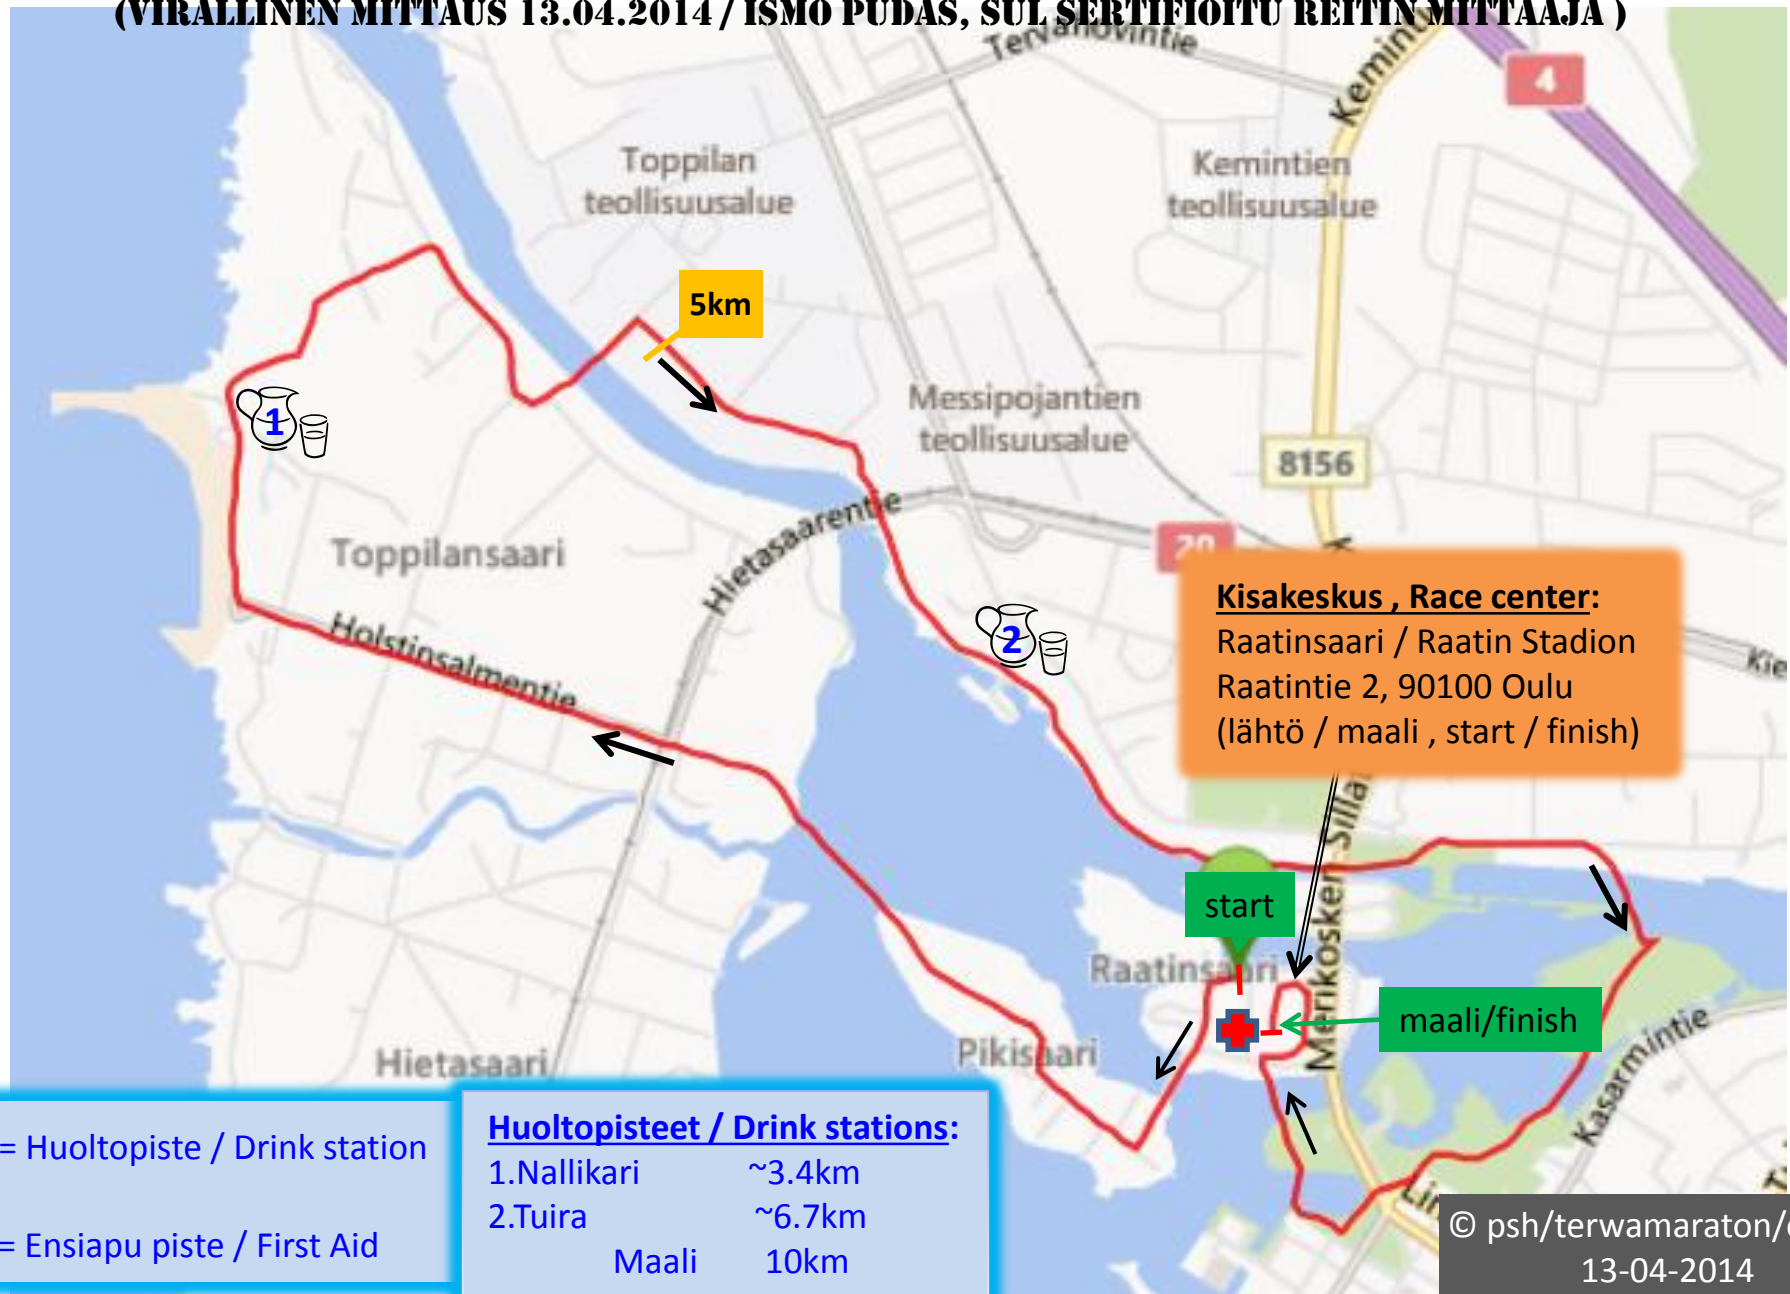 (VIRALLINEN MITTAUS 13.04.2014 / ISMO PUDAS, SUL SERTIFIOITU REITIN MITTAAJA )
Tervahovintie
4
Toppilan
teollisuusalue
Kemintien
teollisuusalue
5km
Messipojantien
teollisuusalue
8156
1
Hietasaarentie
20
Toppilansaari
Holstinsalmentie
2
Kisakeskus , Race center:
Raatinsaari / Raatin Stadion
Raatintie 2, 90100 Oulu
(lähtö / maali , start / finish)
start
Raatinsaari
maali/finish
Pikisaari
Hietasaari
Kasarmintie
= Huoltopiste / Drink station
= Ensiapu piste / First Aid
Huoltopisteet / Drink stations:
1.Nallikari ~3.4km
2.Tuira ~6.7km
Maali 10km
© psh/terwamaraton/
13-04-2014